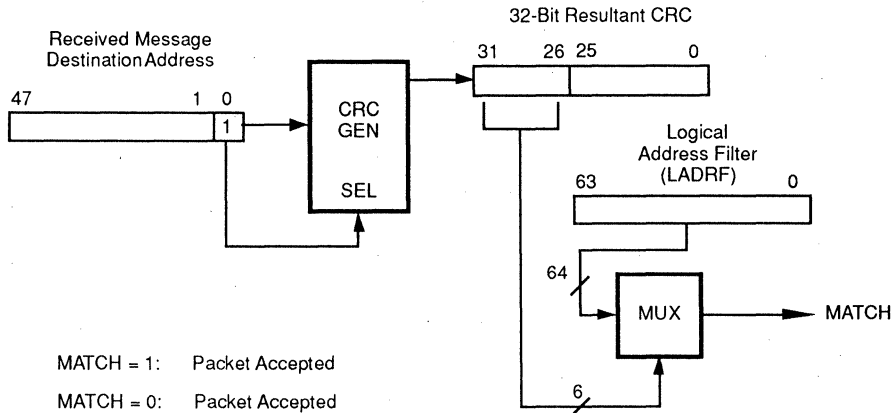 32-Bit Resultant CRC
Received Message
Destination Address
31 26 25 0
47 1 0
1
CRC
GEN
SEL
Logical
Address Filter
(LADRF)
63 0
64
MUX
MATCH
6
MATCH = 1: Packet Accepted
MATCH = 0: Packet Accepted